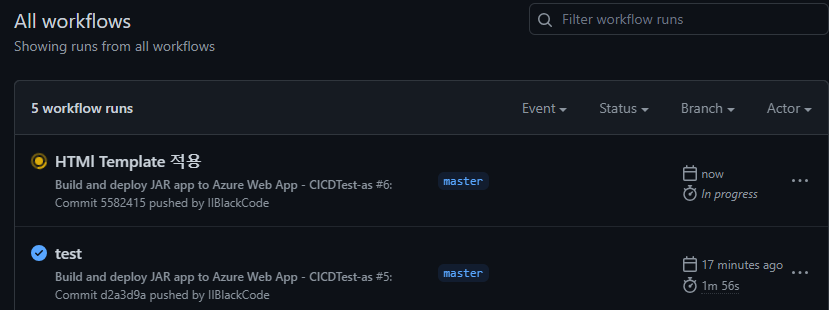 All workflows
Filter workflow runs
Showing runs from all workflows
5 workflow runs
Event
Status
Branch
Actor
HTMl Template 적용
Build and deploy JAR app to Azure Web App - CICDTest-as #6:
Commit 5582415 pushed by IIBlackCode
master
now
In progress
test
Build and deploy JAR app to Azure Web App - CICDTest-as #5:
Commit d2a3d9a pushed by IIBlackCode
master
17 minutes ago
1m 56s